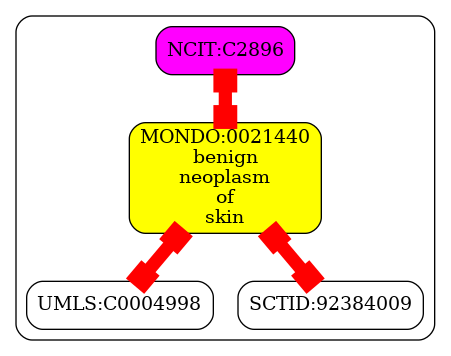 NCIT:C2896
MONDO:0021440
benign
neoplasm
of
skin
UMLS:C0004998
SCTID:92384009